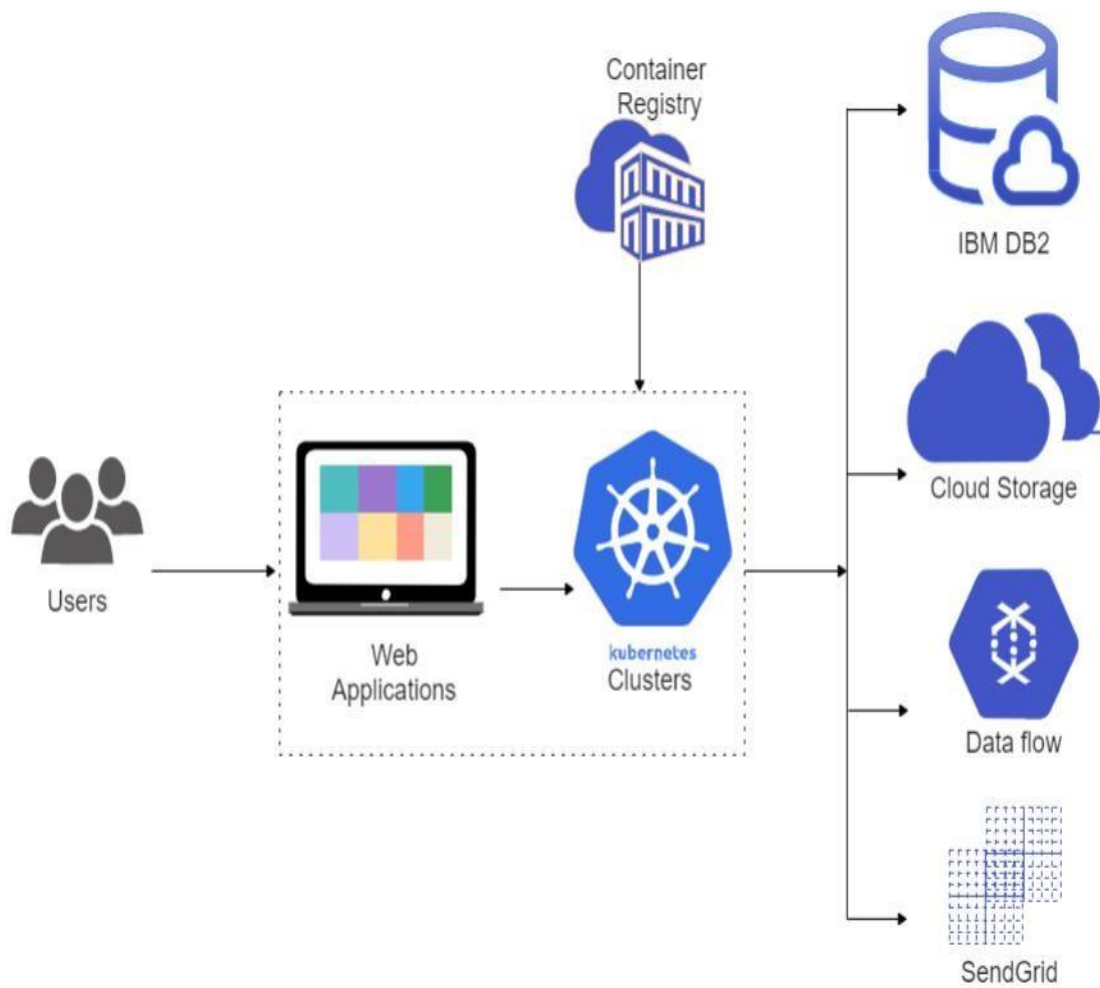 Container
Registry
IBM DB2
Cloud Storage
Users
Web
Applications
kubernetes
Clusters
Data flow
SendGrid